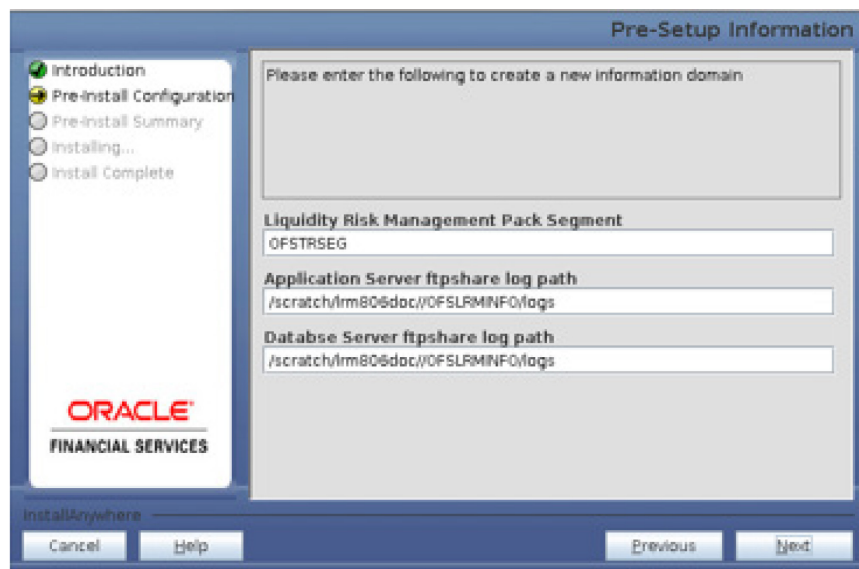 Pre-Setup Information
Introduction
Pre-Install Configuration
Pre-Install Summary
Installing...
Install Complete
ORACLE
FINANCIAL SERVICES
Please enter the following to create a new information domain
Liquidity Risk Management Pack Segment
OFSTRSEG
Application Server ftpshare log path
/scratch/lrm806doc//OFSLRMINFO/logs
Databse Server ftpshare log path
/scratch/lrm806doc//OFSLRMINFO/logs
InstallAnywhere
Cancel
Help
Previous
Next